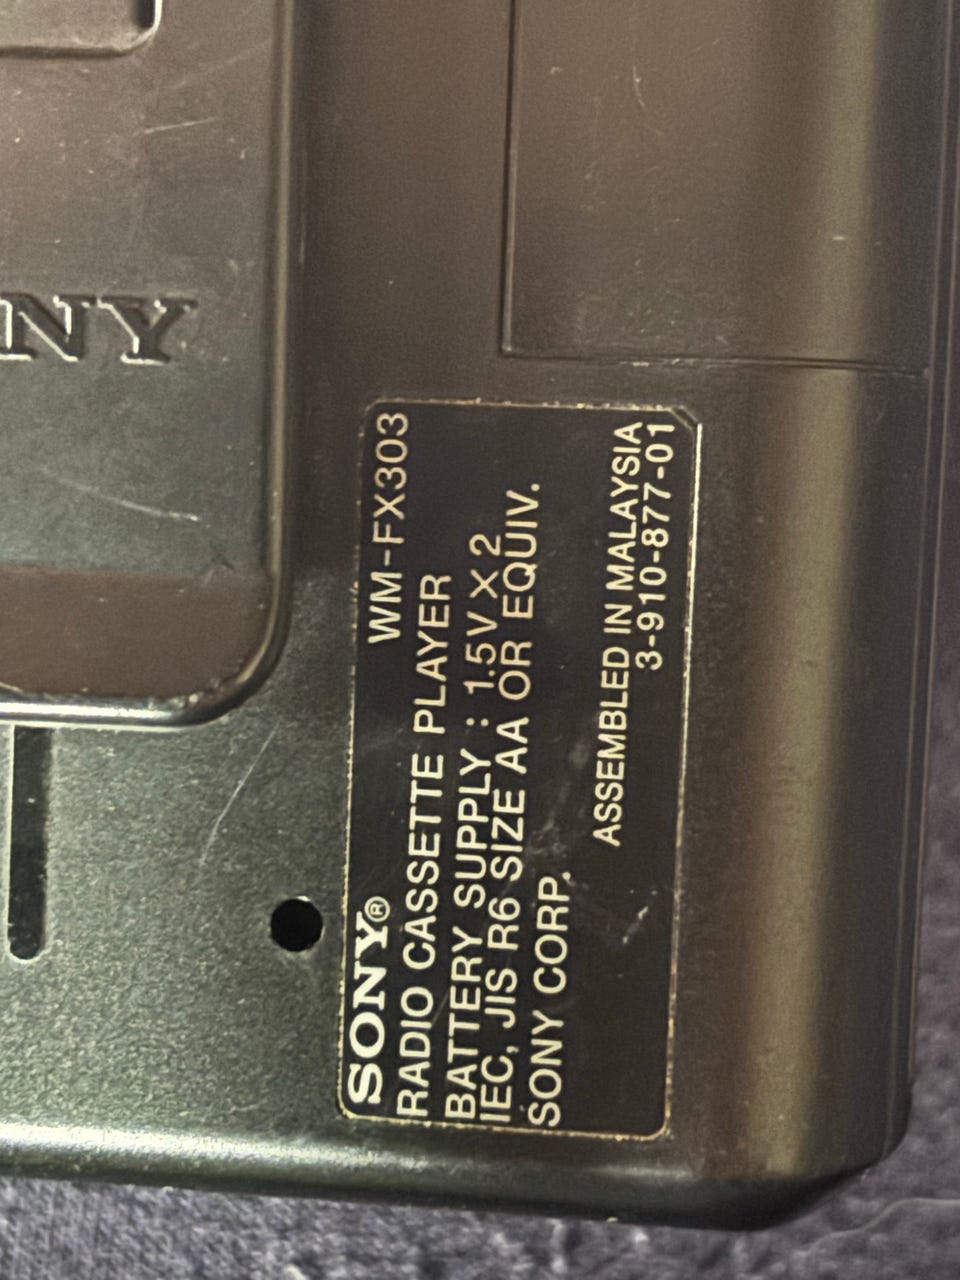 NY
SONY® WM-FX303
RADIO CASSETTE PLAYER
BATTERY SUPPLY : 1.5V X 2
IEC, JIS R6 SIZE AA OR EQUIV.
SONY CORP.
ASSEMBLED IN MALAYSIA
3-910-877-01